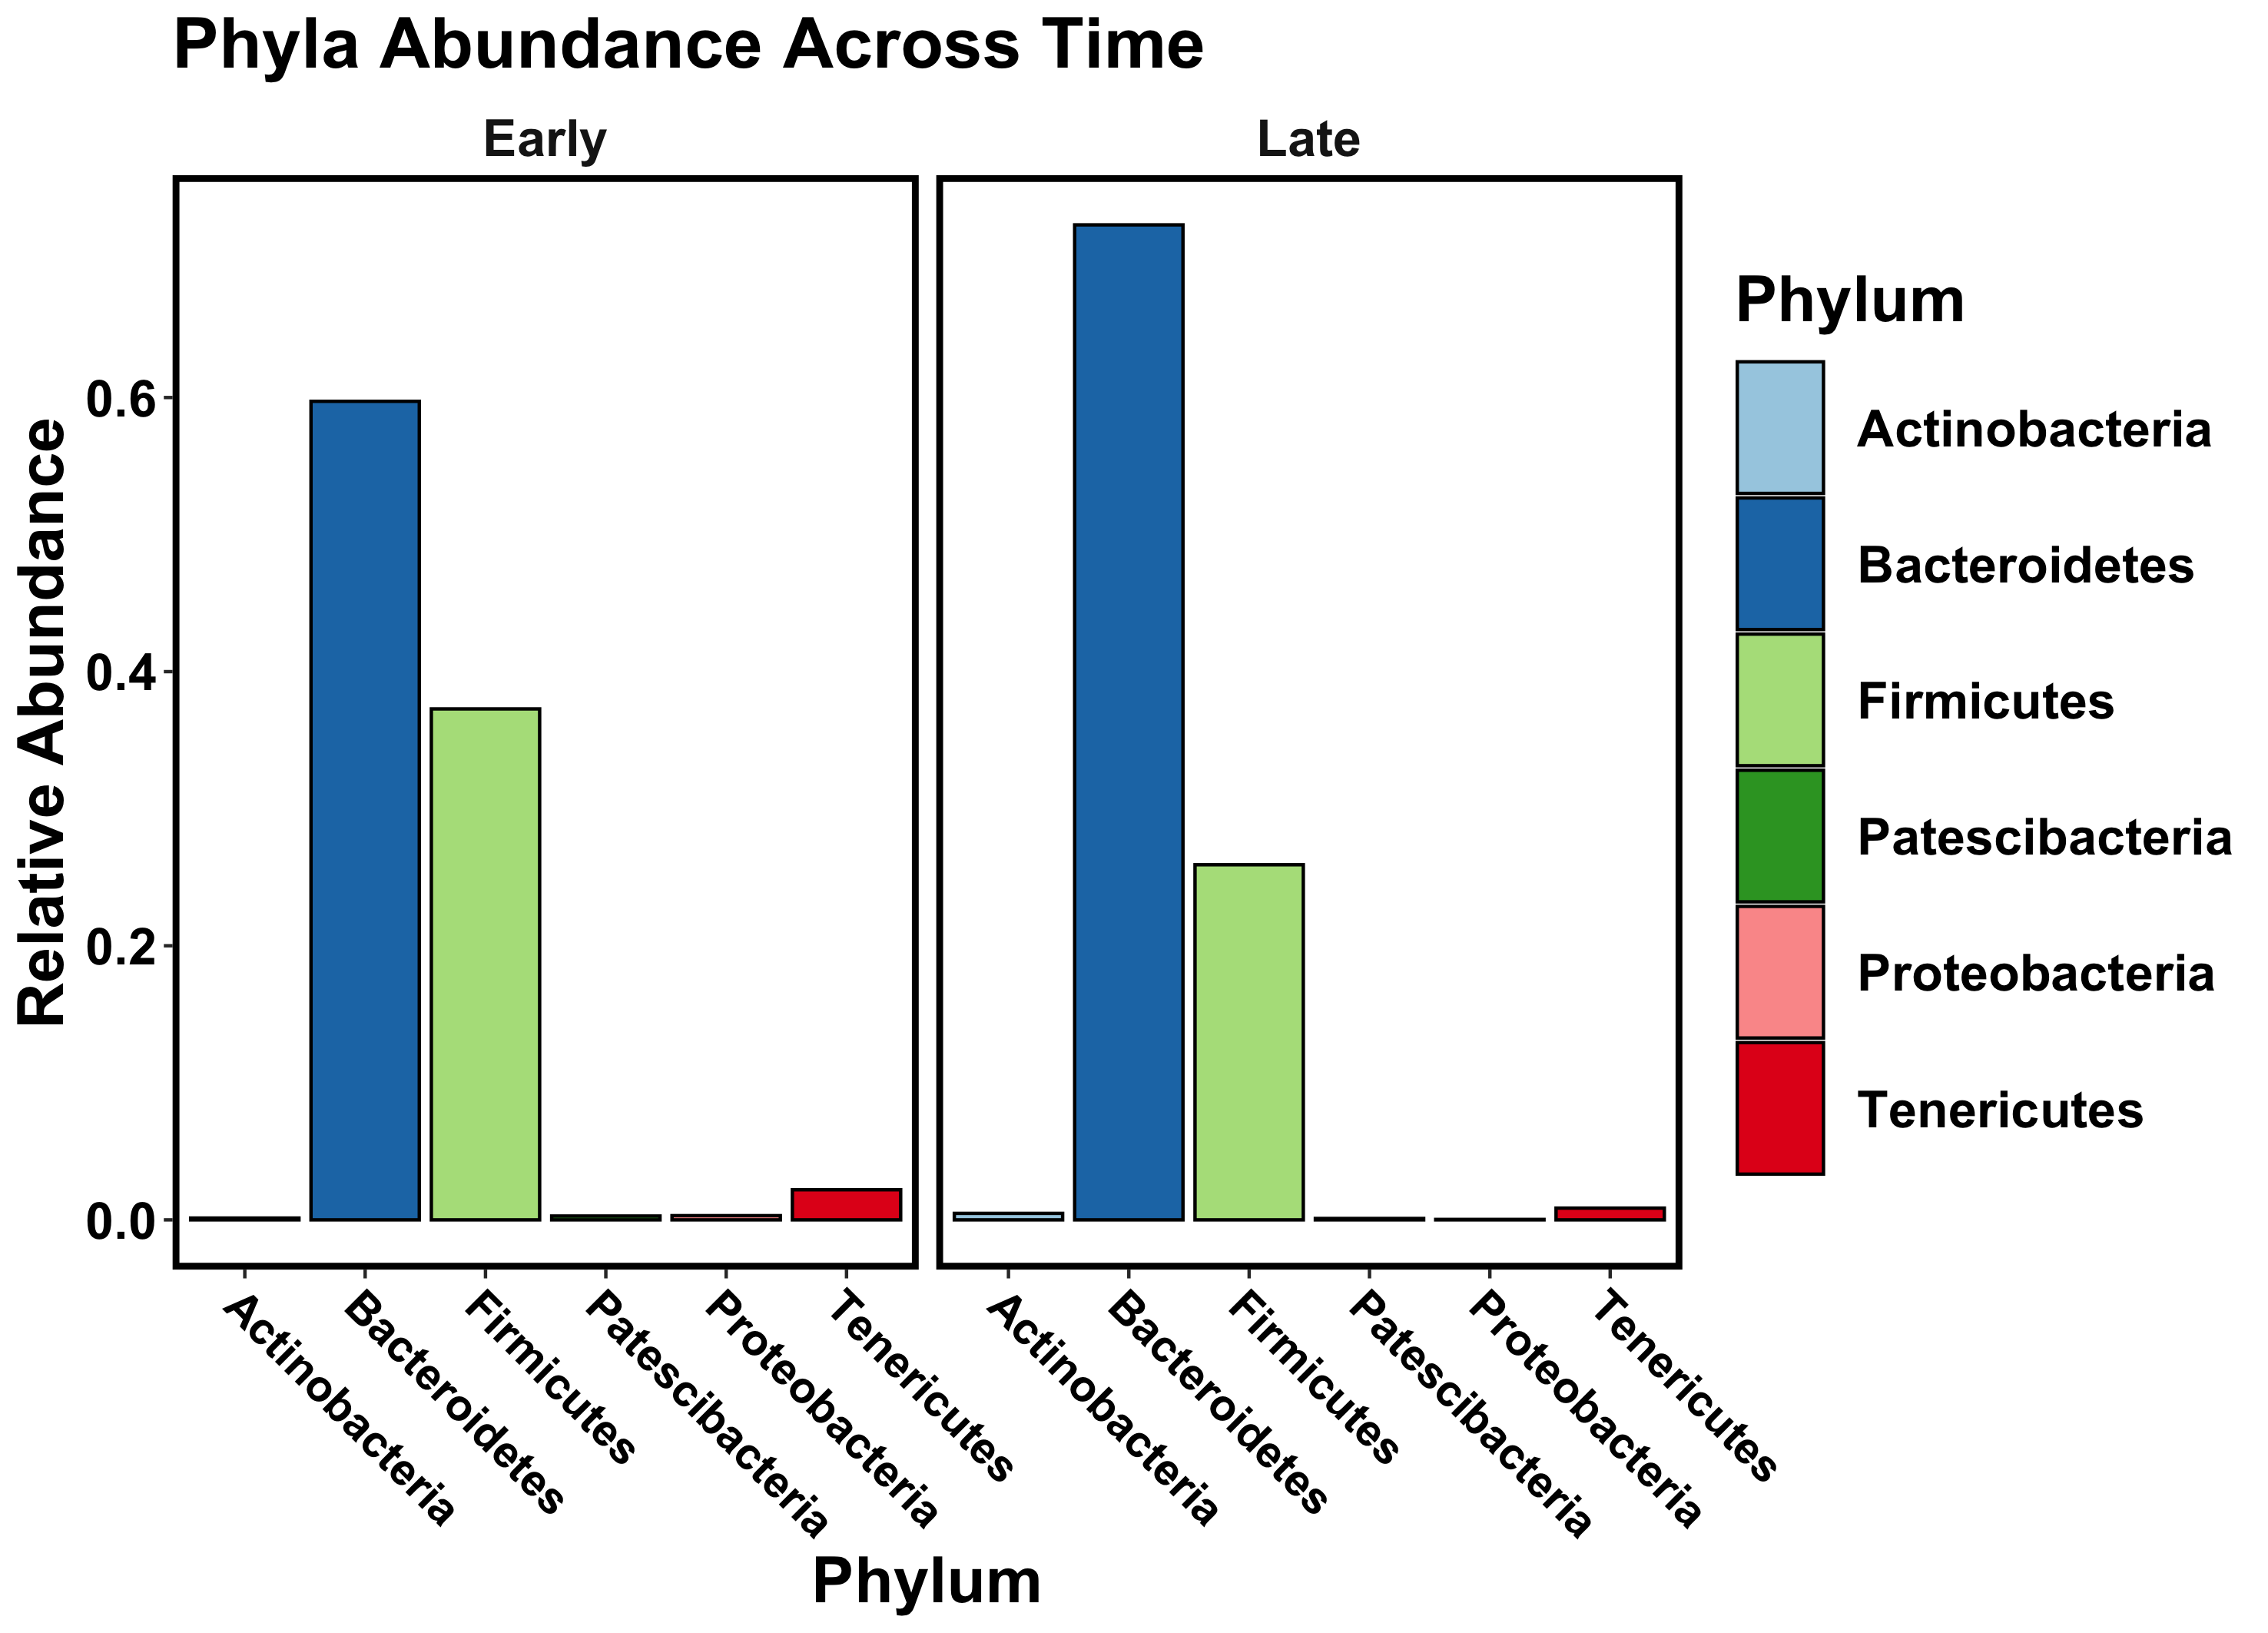 Phyla Abundance Across Time
Early
Late
Relative Abundance
0.6
0.4
0.2
0.0
Actinobacteria
Bacteroidetes
Firmicutes
Patescibacteria
Proteobacteria
Tenericutes
Actinobacteria
Bacteroidetes
Firmicutes
Patescibacteria
Proteobacteria
Tenericutes
Phylum
Phylum
Actinobacteria
Bacteroidetes
Firmicutes
Patescibacteria
Proteobacteria
Tenericutes